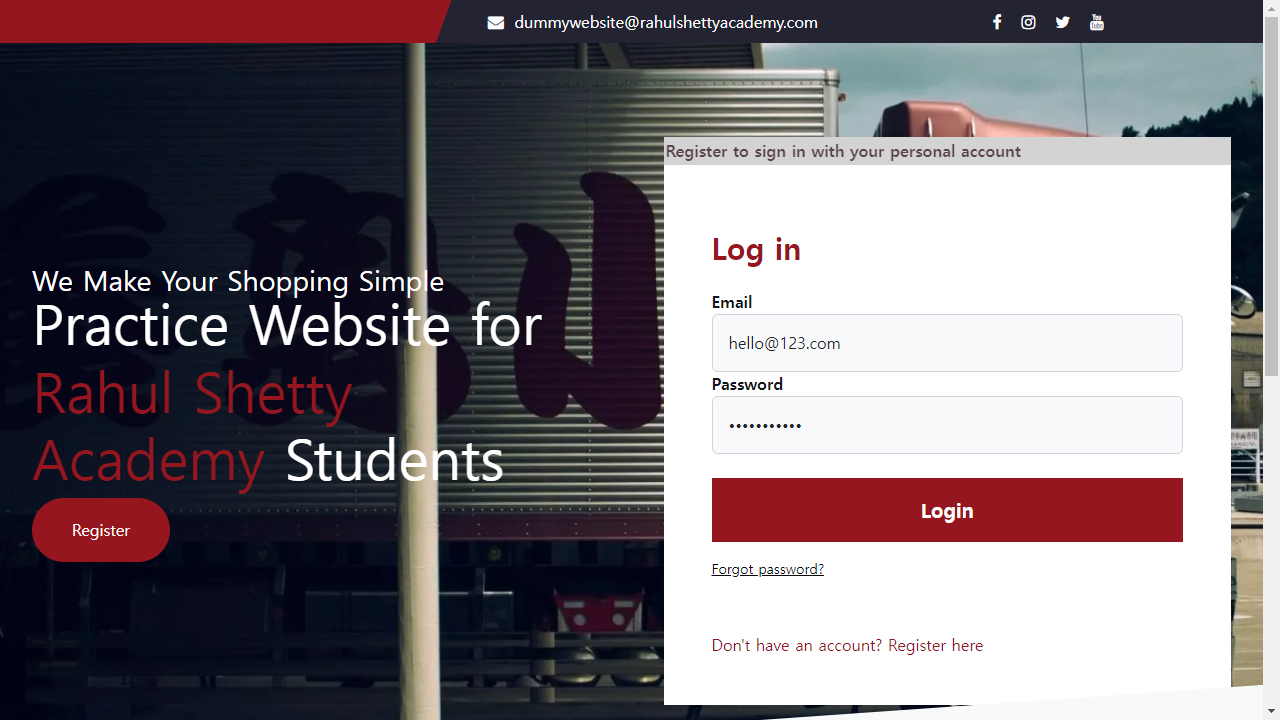 dummywebsite@rahulshettyacademy.com
Register to sign in with your personal account
We Make Your Shopping Simple
Practice Website for
Rahul Shetty
Academy Students
Register
Log in
Email
hello@123.com
Password
•••••••••••
Login
Forgot password?
Don't have an account? Register here